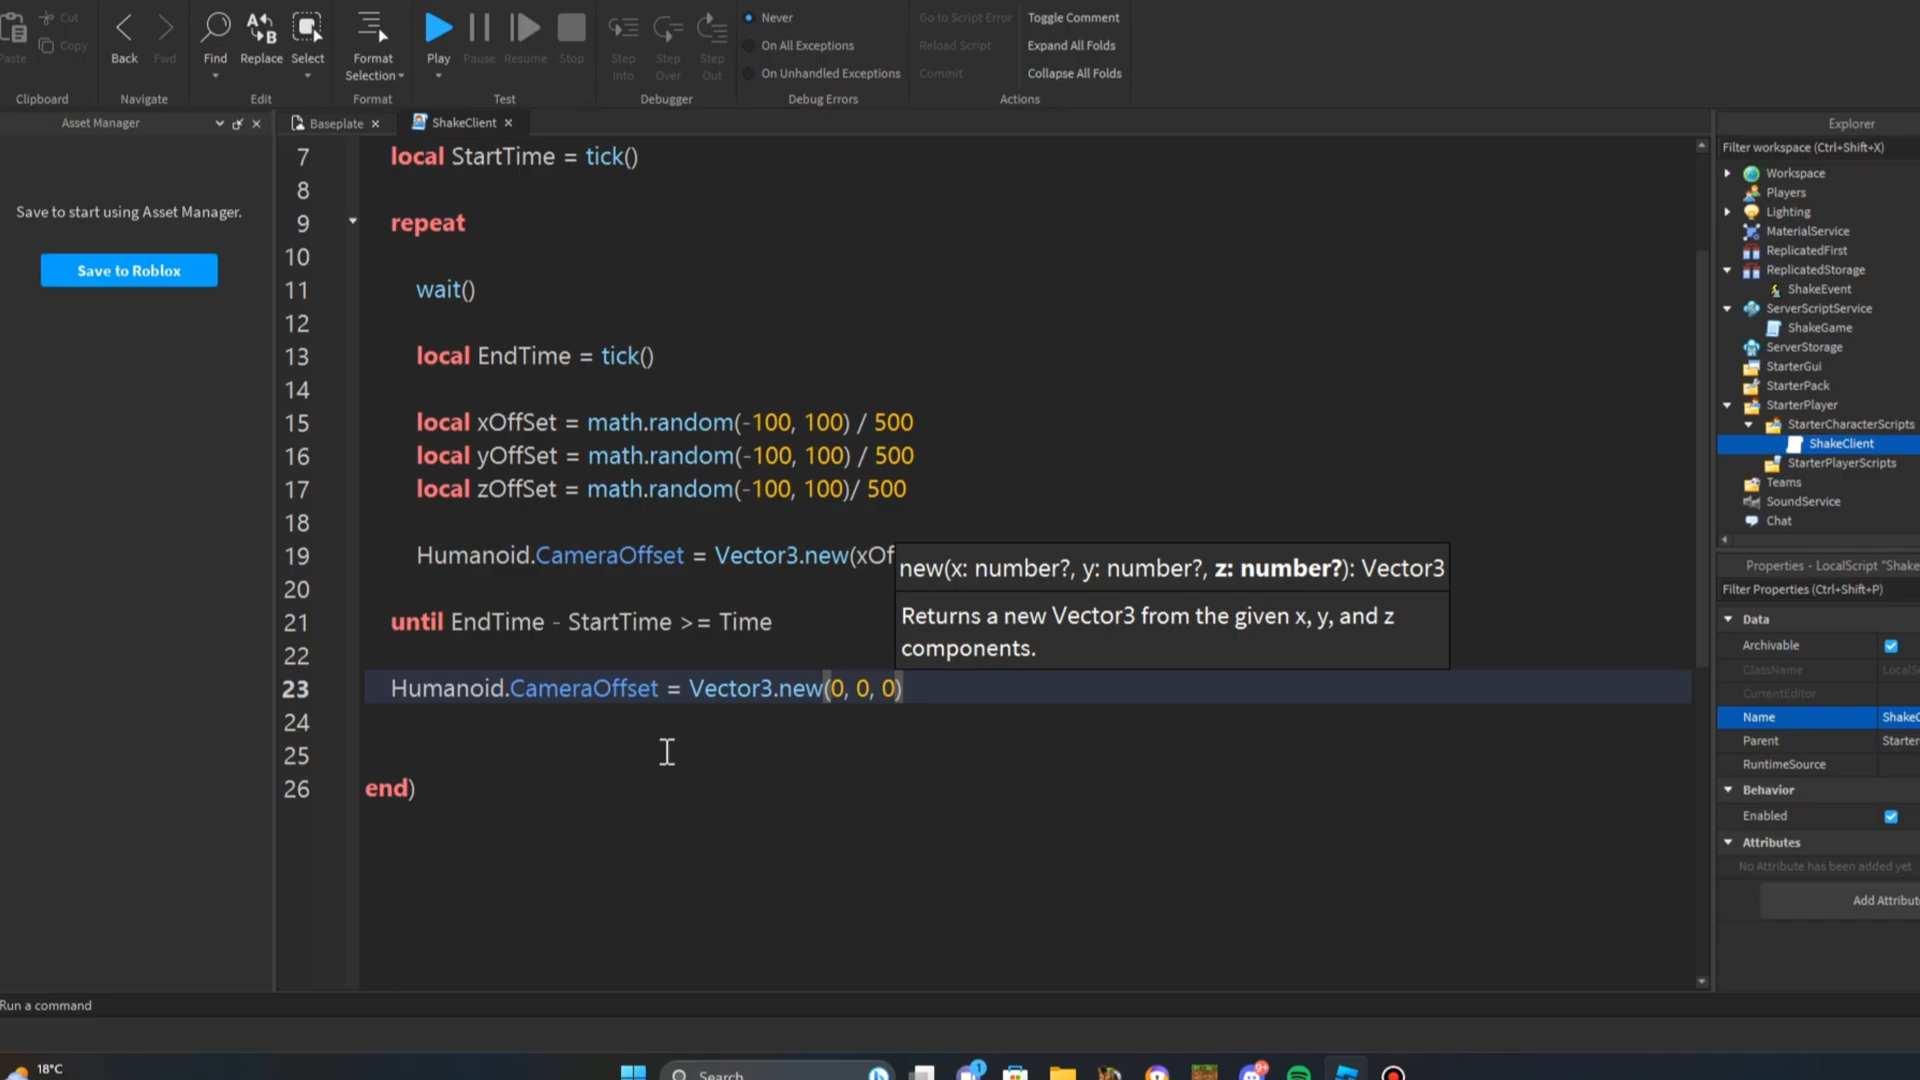 Cut
Paste
Copy
Clipboard
Back
Fwd
Navigate
Find
Replace
Select
Edit
Format
Selection
Format
Play
Pause
Resume
Stop
Test
Step
Into
Step
Over
Step
Out
Debugger
Never
On All Exceptions
On Unhandled Exceptions
Debug Errors
Go to Script Error
Reload Script
Commit
Toggle Comment
Expand All Folds
Collapse All Folds
Actions
Asset Manager
Save to start using Asset Manager.
Save to Roblox
Baseplate
ShakeClient
7 local StartTime = tick()
8
9 repeat
10
11 wait()
12
13 local EndTime = tick()
14
15 local xOffSet = math.random(-100, 100) / 500
16 local yOffSet = math.random(-100, 100) / 500
17 local zOffSet = math.random(-100, 100)/ 500
18
19 Humanoid.CameraOffset = Vector3.new(xOf
new(x: number?, y: number?, z: number?): Vector3
Returns a new Vector3 from the given x, y, and z
components.
20
21 until EndTime - StartTime >= Time
22
23 Humanoid.CameraOffset = Vector3.new(0, 0, 0)
24
25
26 end)
Explorer
Filter workspace (Ctrl+Shift+X)
Workspace
Players
Lighting
MaterialService
ReplicatedFirst
ReplicatedStorage
ShakeEvent
ServerScriptService
ShakeGame
ServerStorage
StarterGui
StarterPack
StarterPlayer
StarterCharacterScripts
ShakeClient
StarterPlayerScripts
Teams
SoundService
Chat
Properties - LocalScript "Shake
Filter Properties (Ctrl+Shift+P)
Data
Archivable
ClassName LocalS
CurrentEditor
Name ShakeC
Parent Starter
RuntimeSource
Behavior
Enabled
Attributes
No Attribute has been added yet
Add Attribut
Run a command
18°C
Search
1
9+